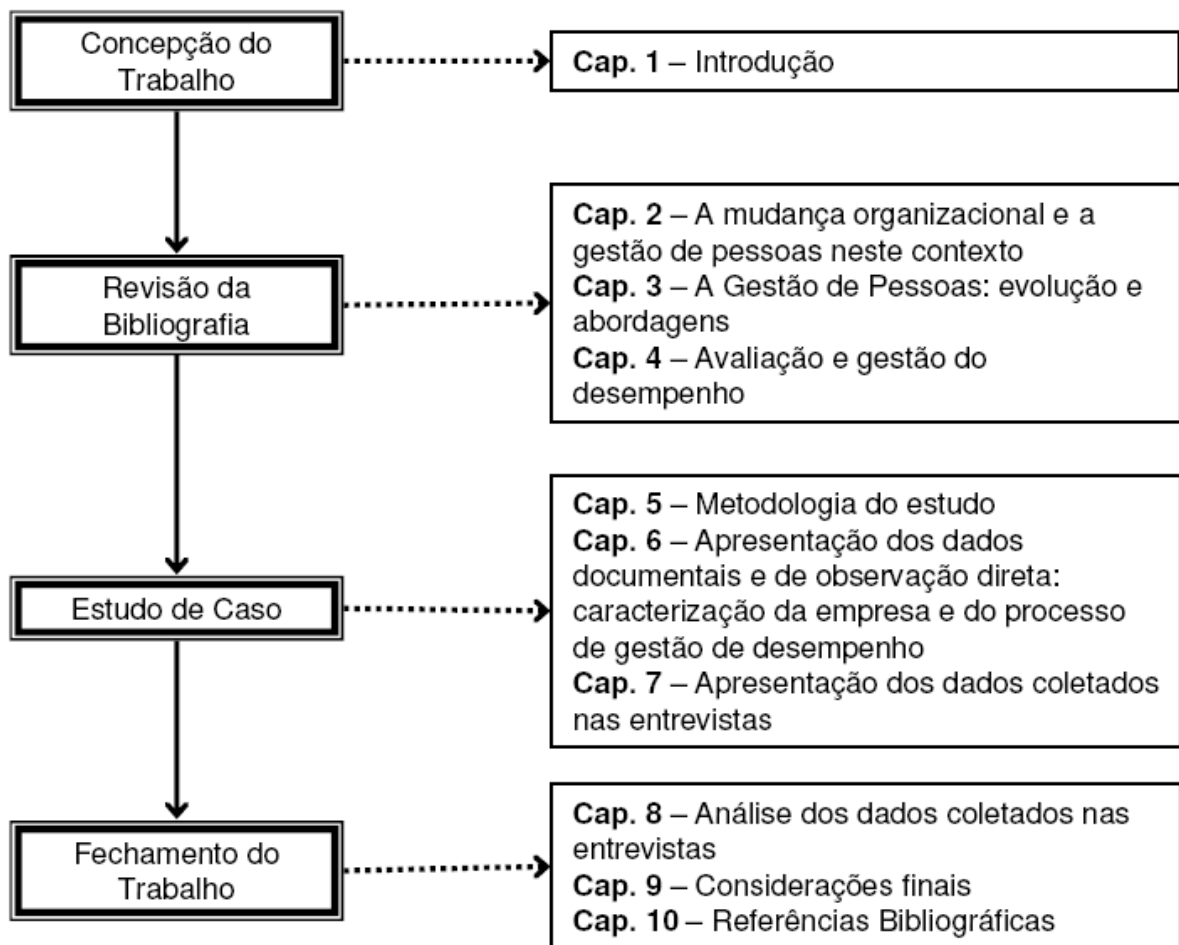 Concepção do
Trabalho
Cap. 1 – Introdução
Revisão da
Bibliografia
Cap. 2 – A mudança organizacional e a
gestão de pessoas neste contexto
Cap. 3 – A Gestão de Pessoas: evolução e
abordagens
Cap. 4 – Avaliação e gestão do
desempenho
Estudo de Caso
Cap. 5 – Metodologia do estudo
Cap. 6 – Apresentação dos dados
documentais e de observação direta:
caracterização da empresa e do processo
de gestão de desempenho
Cap. 7 – Apresentação dos dados coletados
nas entrevistas
Fechamento do
Trabalho
Cap. 8 – Análise dos dados coletados nas
entrevistas
Cap. 9 – Considerações finais
Cap. 10 – Referências Bibliográficas